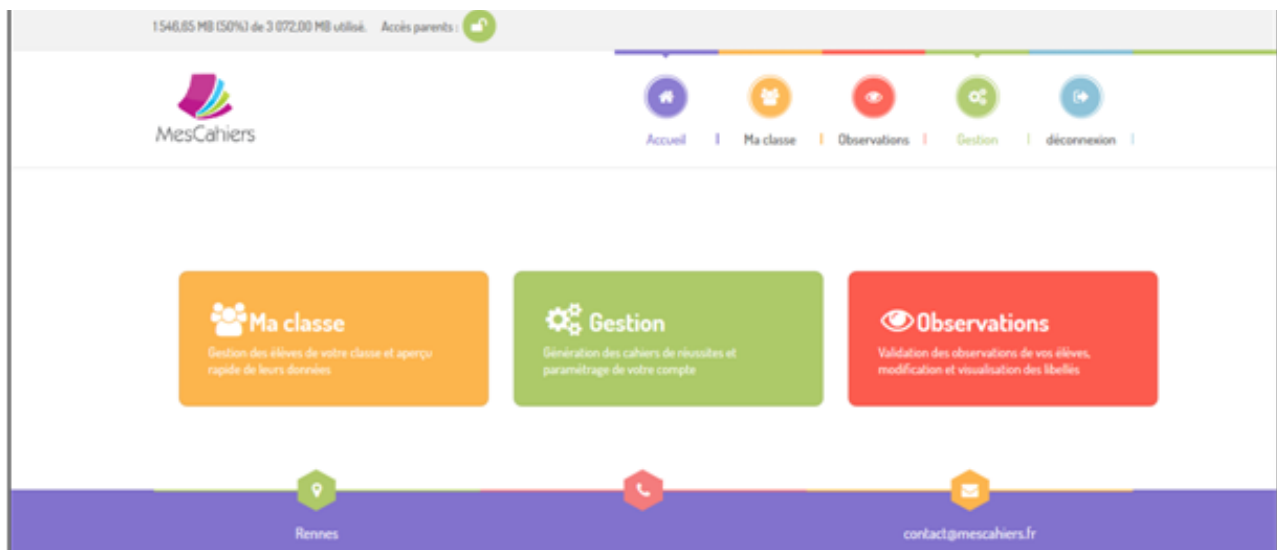 1 546,65 MB (50%) de 3 072,00 MB utilisé. Accès parents :
MesCahiers
Accueil
Ma classe
Observations
Gestion
déconnexion
Ma classe
Gestion des élèves de votre classe et aperçu
rapide de leurs données
Gestion
Génération des cahiers de réussites et
paramétrage de votre compte
Observations
Validation des observations de vos élèves,
modification et visualisation des libellés
Rennes
contact@mescahiers.fr